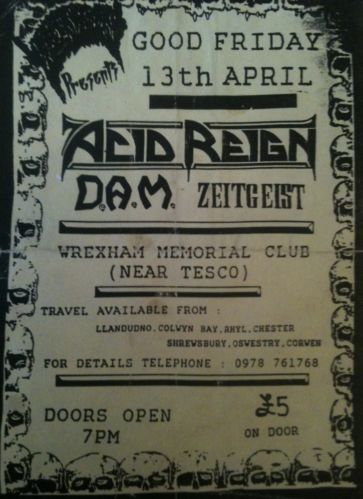 Presents
GOOD FRIDAY
13th APRIL
ACID REIGN
D.A.M. ZEITGEIST
WREXHAM MEMORIAL CLUB
(NEAR TESCO)
TRAVEL AVAILABLE FROM :
LLANDUDNO.COLWYN BAY.RHYL.CHESTER
SHREWSBURY.OSWESTRY.CORWEN
FOR DETAILS TELEPHONE : 0978 761768
DOORS OPEN
7PM
£5
ON DOOR